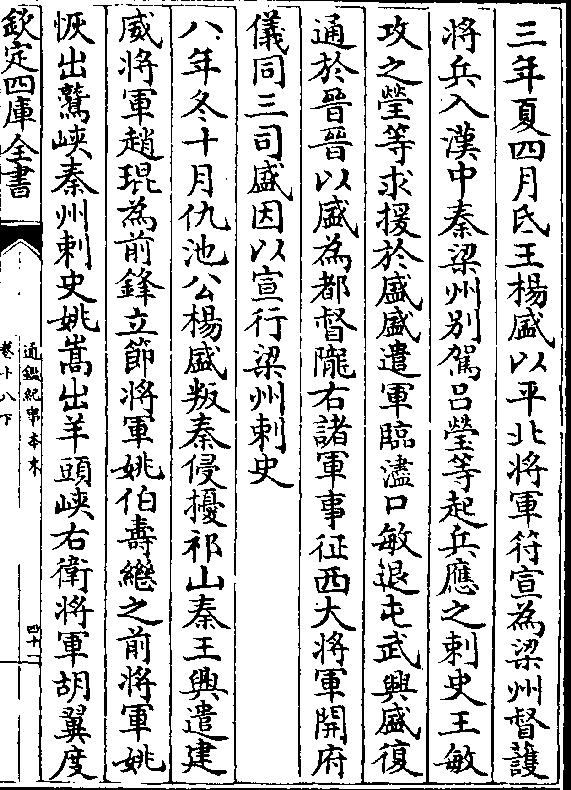 三年夏四月氐王楊盛以平北將軍符宣為梁州督護
將兵入漢中秦梁州别駕呂瑩等起兵應之刺史王敏
攻之瑩等求援於盛盛遣軍臨濜口敏退屯武興盛復
通於晉晉以盛為都督隴右諸軍事征西大將軍開府
儀同三司盛因以宣行梁州刺史
八年冬十月仇池公楊盛叛秦侵擾祁山秦王興遣建
威將軍趙琨為前鋒立節將軍姚伯壽繼之前將軍姚
恢出鷲峽秦州刺史姚嵩出羊頭峽右衛將軍胡翼度
欽定四庫全書
通鑑紀事本末
卷十八下
四十二